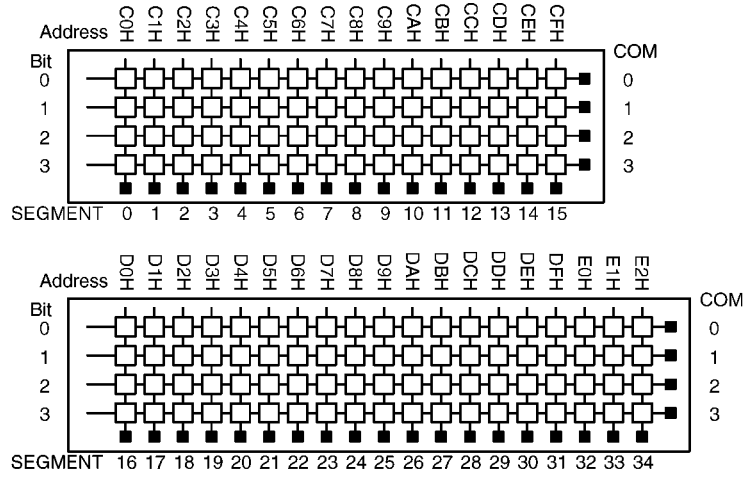 Address C0H C1H C2H C3H C4H C5H C6H C7H C8H C9H CAH CBH CCH CDH CEH CFH
Bit COM
0 0
1 1
2 2
3 3
SEGMENT 0 1 2 3 4 5 6 7 8 9 10 11 12 13 14 15
Address D0H D1H D2H D3H D4H D5H D6H D7H D8H D9H DAH DBH DCH DDH DEH DFH E0H E1H E2H
Bit COM
0 0
1 1
2 2
3 3
SEGMENT 16 17 18 19 20 21 22 23 24 25 26 27 28 29 30 31 32 33 34